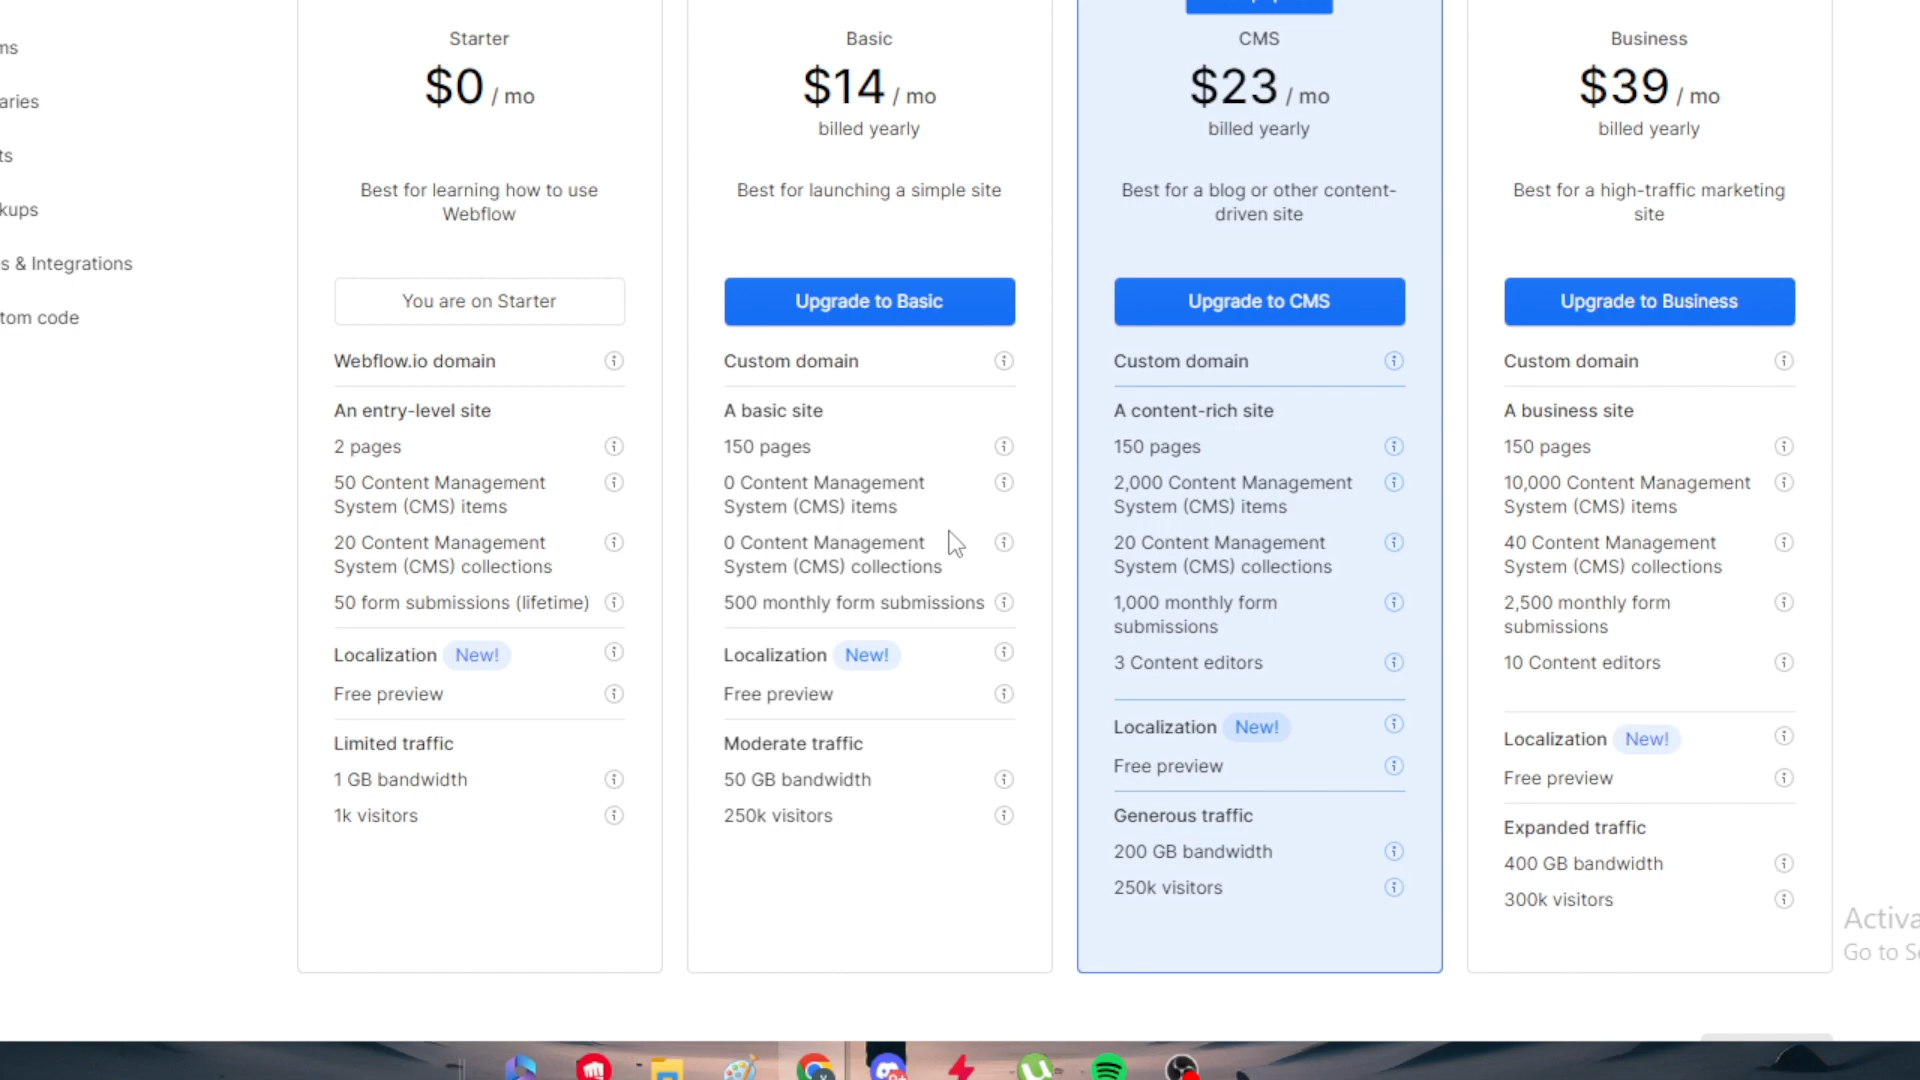 ms
aries
ts
kups
s & Integrations
tom code
Starter
$0 / mo
Best for learning how to use
Webflow
You are on Starter
Webflow.io domain
An entry-level site
2 pages
50 Content Management
System (CMS) items
20 Content Management
System (CMS) collections
50 form submissions (lifetime)
Localization New!
Free preview
Limited traffic
1 GB bandwidth
1k visitors
Basic
$14 / mo
billed yearly
Best for launching a simple site
Upgrade to Basic
Custom domain
A basic site
150 pages
0 Content Management
System (CMS) items
0 Content Management
System (CMS) collections
500 monthly form submissions
Localization New!
Free preview
Moderate traffic
50 GB bandwidth
250k visitors
CMS
$23 / mo
billed yearly
Best for a blog or other content-
driven site
Upgrade to CMS
Custom domain
A content-rich site
150 pages
2,000 Content Management
System (CMS) items
20 Content Management
System (CMS) collections
1,000 monthly form
submissions
3 Content editors
Localization New!
Free preview
Generous traffic
200 GB bandwidth
250k visitors
Business
$39 / mo
billed yearly
Best for a high-traffic marketing
site
Upgrade to Business
Custom domain
A business site
150 pages
10,000 Content Management
System (CMS) items
40 Content Management
System (CMS) collections
2,500 monthly form
submissions
10 Content editors
Localization New!
Free preview
Expanded traffic
400 GB bandwidth
300k visitors
Activa
Go to Se